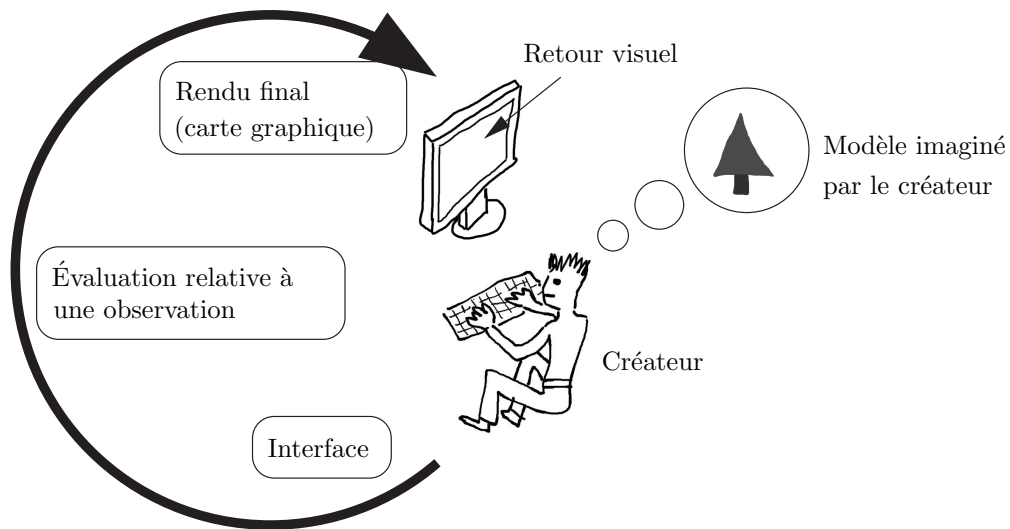 Retour visuel
Rendu final
(carte graphique)
Modèle imaginé
par le créateur
Évaluation relative à
une observation
Créateur
Interface